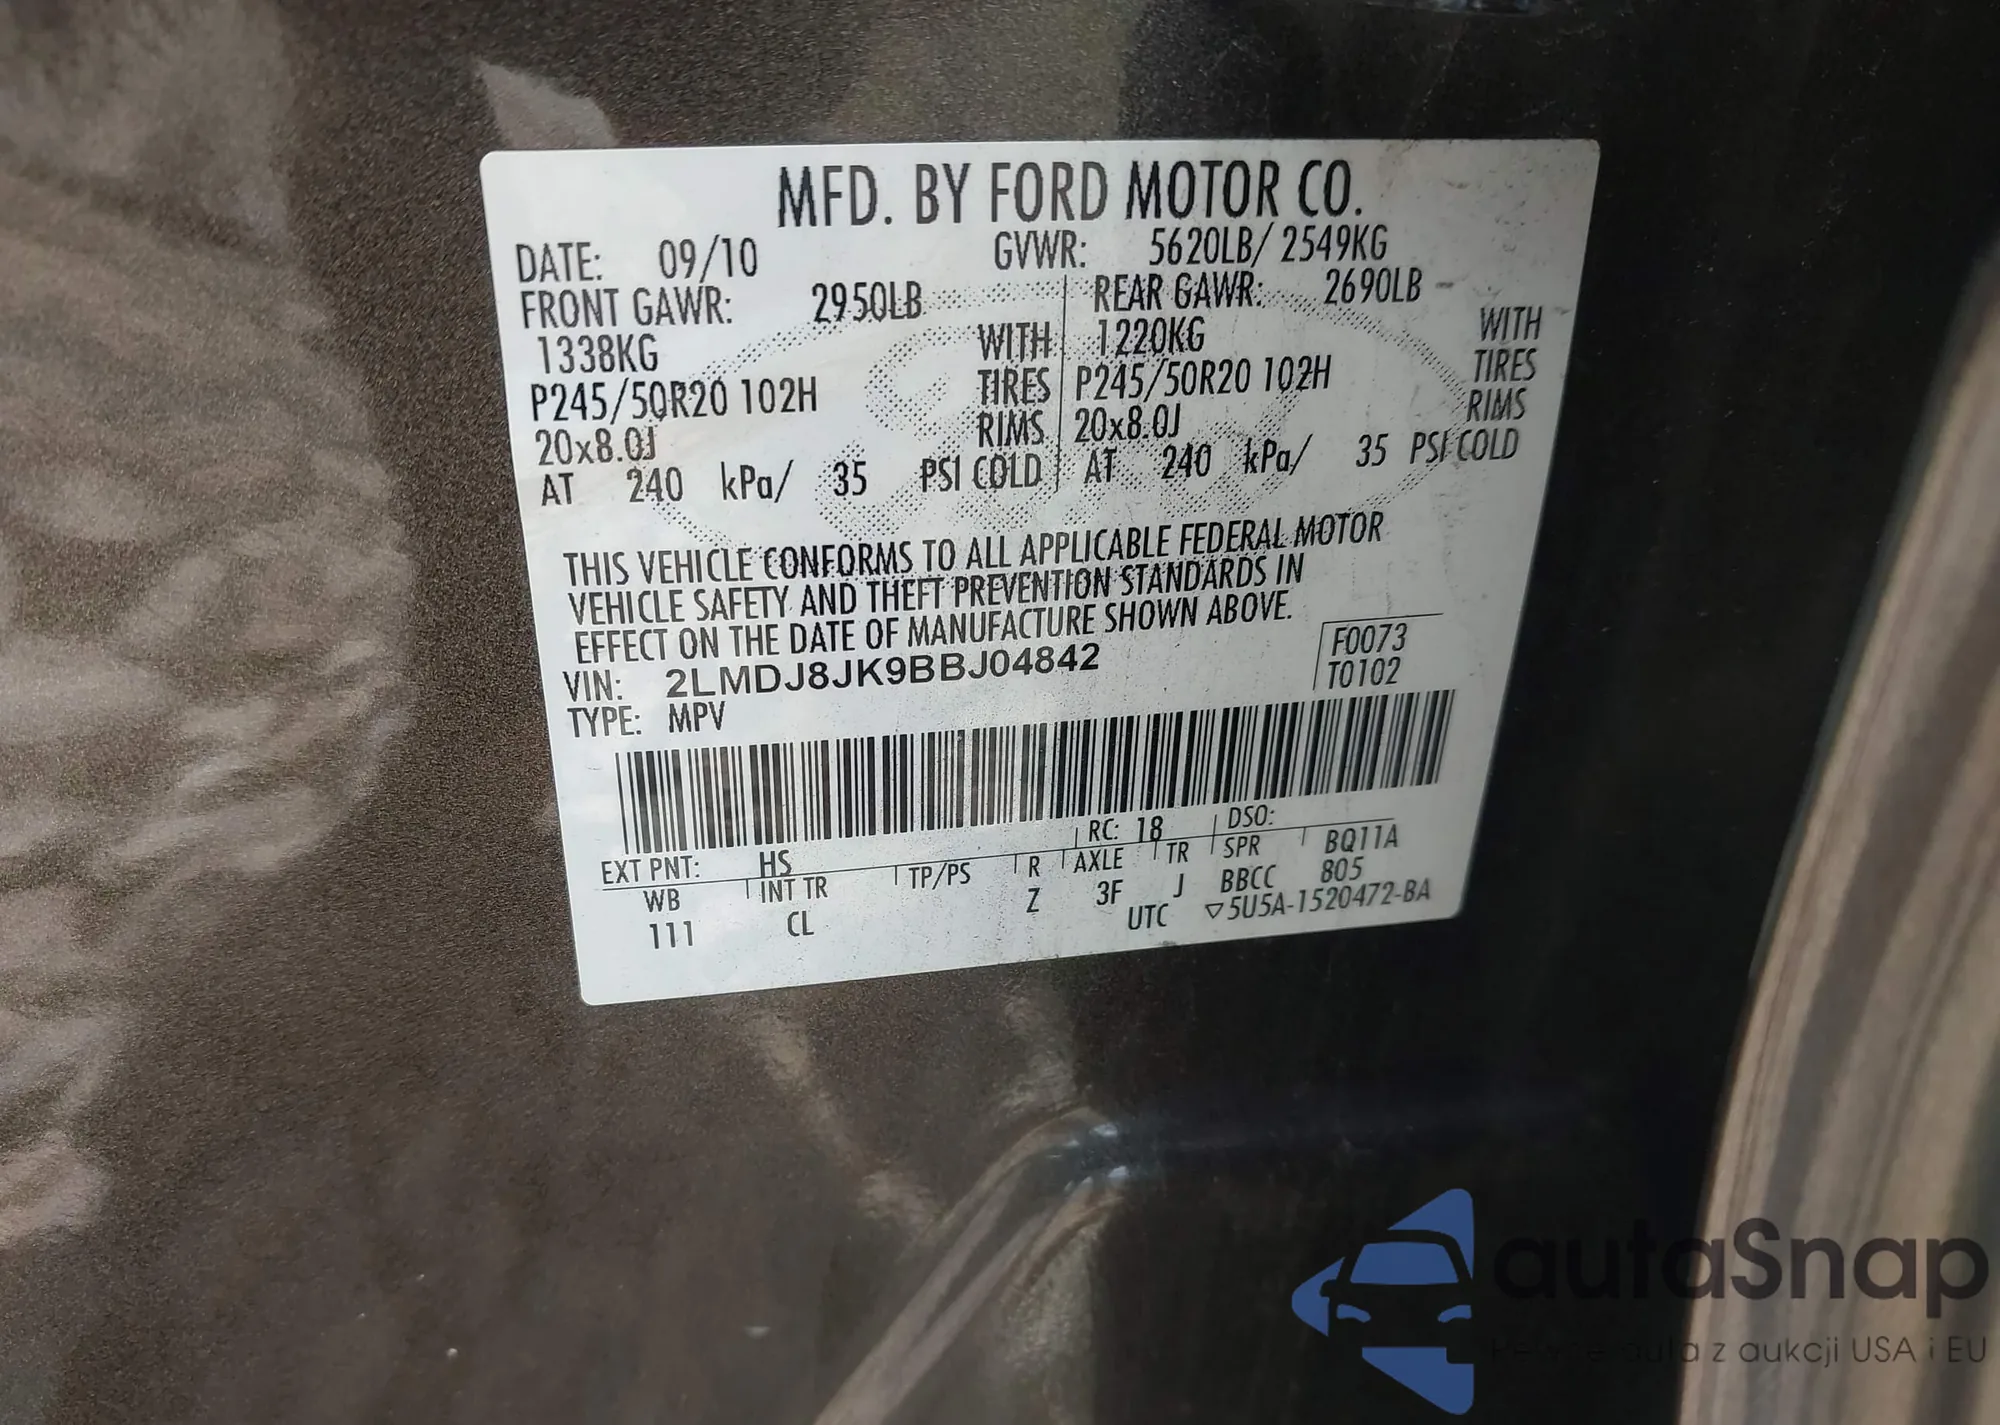 MFD. BY FORD MOTOR CO.
DATE: 09/10 GVWR: 5620LB/ 2549KG
FRONT GAWR: 2950LB REAR GAWR: 2690LB
1338KG WITH 1220KG WITH
P245/50R20 102H TIRES P245/50R20 102H TIRES
20x8.0J RIMS 20x8.0J RIMS
AT 240 kPa/ 35 PSI COLD AT 240 kPa/ 35 PSI COLD
THIS VEHICLE CONFORMS TO ALL APPLICABLE FEDERAL MOTOR
VEHICLE SAFETY AND THEFT PREVENTION STANDARDS IN
EFFECT ON THE DATE OF MANUFACTURE SHOWN ABOVE.
VIN: 2LMDJ8JK9BBJ04842 F0073
TYPE: MPV T0102
EXT PNT: HS RC: 18 DSO:
WB INT TR TP/PS R AXLE TR SPR BQ11A
111 CL Z 3F J BBCC 805
UTC ▽5U5A-1520472-BA
autaSnap
auta z aukcji USA i EU